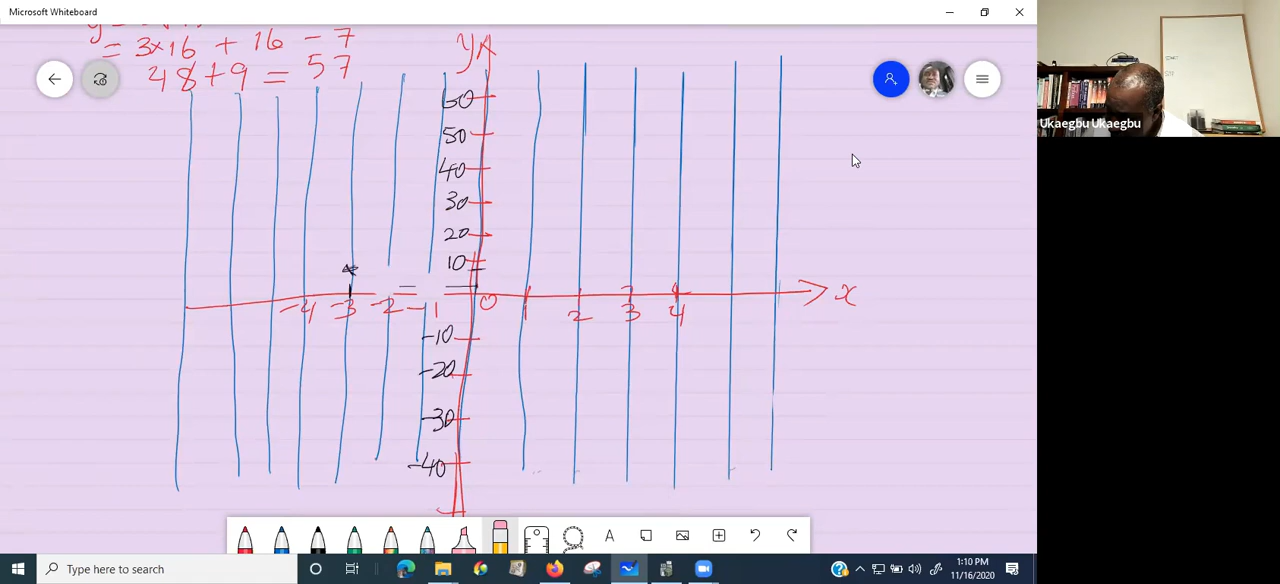 Microsoft Whiteboard
= 3x16 + 16 - 7
48+9 = 57
y
60
50
40
30
20
10
-4 -3 -2 -1 0 1 2 3 4 x
-10
-20
-30
-40
Ukaegbu Ukaegbu
A
Type here to search
1:10 PM
11/16/2020